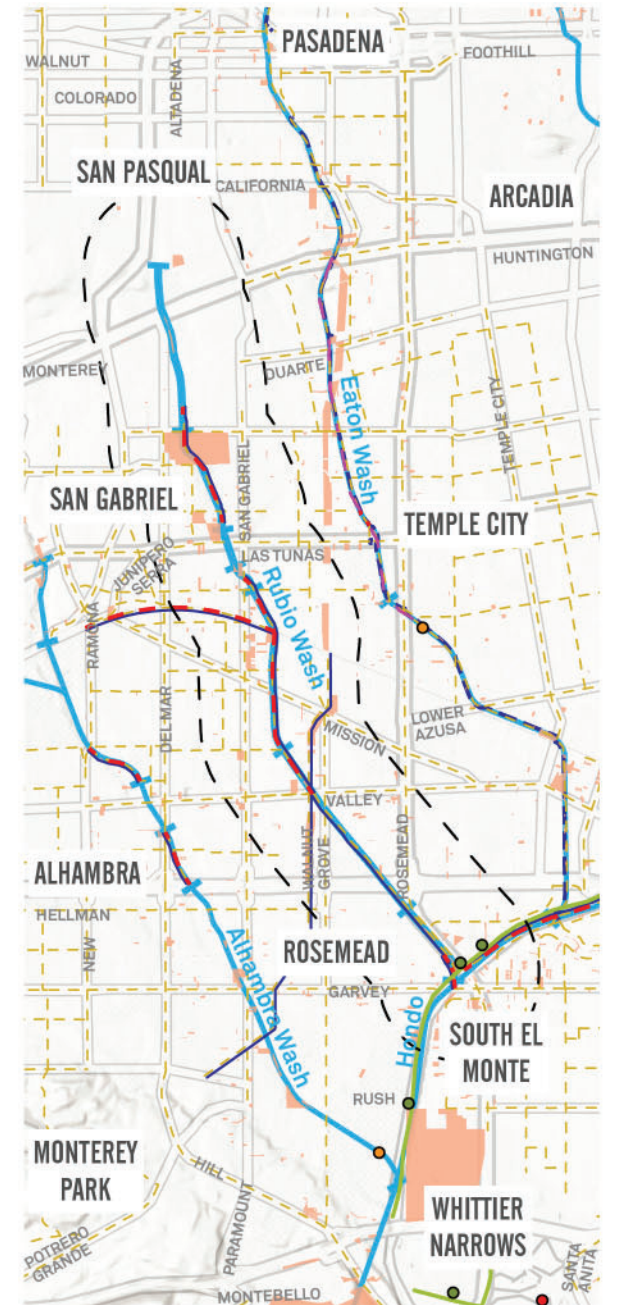 PASADENA
WALNUT
FOOTHILL
COLORADO
ALTADENA
SAN PASQUAL
CALIFORNIA
ARCADIA
HUNTINGTON
MONTEREY
DUARTE
Eaton Wash
TEMPLE CITY
SAN GABRIEL
SAN GABRIEL
TEMPLE CITY
LAS TUNAS
JUNIPERO
SERRA
Rubio Wash
RAMONA
DEL MAR
LOWER
AZUSA
MISSION
VALLEY
WALNUT
GROVE
ROSEMEAD
ALHAMBRA
HELLMAN
NEW
Alhambra Wash
ROSEMEAD
GARVEY
Hondo
SOUTH EL
MONTE
RUSH
MONTEREY
PARK
HILL
PARAMOUNT
WHITTIER
NARROWS
POTRERO
GRANDE
SANTA
ANITA
MONTEBELLO